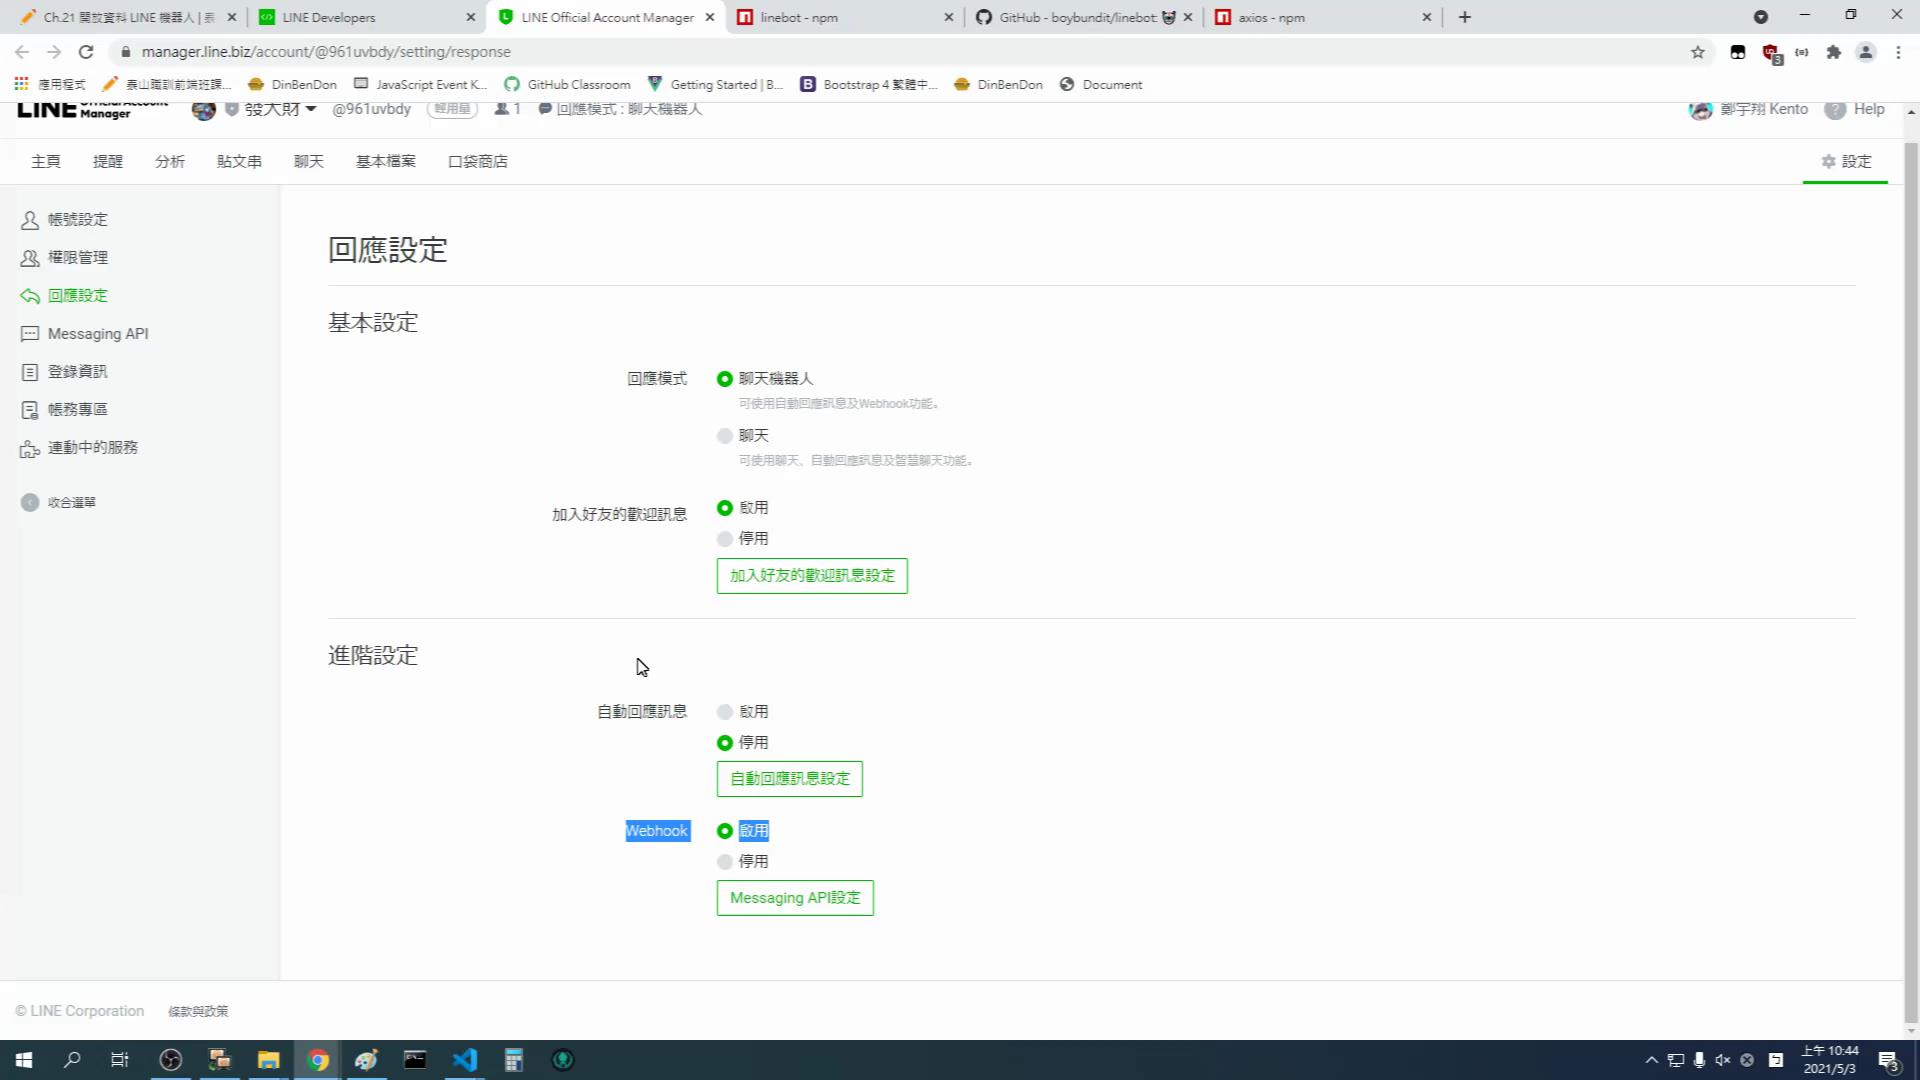 Ch.21 開放資料 LINE 機器人 | 泰
LINE Developers
LINE Official Account Manager
linebot - npm
GitHub - boybundit/linebot:
axios - npm
manager.line.biz/account/@961uvbdy/setting/response
3
應用程式
泰山職訓前端班課...
DinBenDon
JavaScript Event K...
GitHub Classroom
Getting Started | B...
Bootstrap 4 繁體中...
DinBenDon
Document
LINE Official Account Manager
發大財
@961uvbdy
輕用量
1
回應模式 : 聊天機器人
鄭宇翔 Kento
Help
主頁
提醒
分析
貼文串
聊天
基本檔案
口袋商店
設定
帳號設定
權限管理
回應設定
Messaging API
登錄資訊
帳務專區
連動中的服務
收合選單
回應設定
基本設定
回應模式
聊天機器人
可使用自動回應訊息及Webhook功能。
聊天
可使用聊天、自動回應訊息及智慧聊天功能。
加入好友的歡迎訊息
啟用
停用
加入好友的歡迎訊息設定
進階設定
自動回應訊息
啟用
停用
自動回應訊息設定
Webhook
啟用
停用
Messaging API設定
© LINE Corporation
條款與政策
上午 10:44
2021/5/3
3